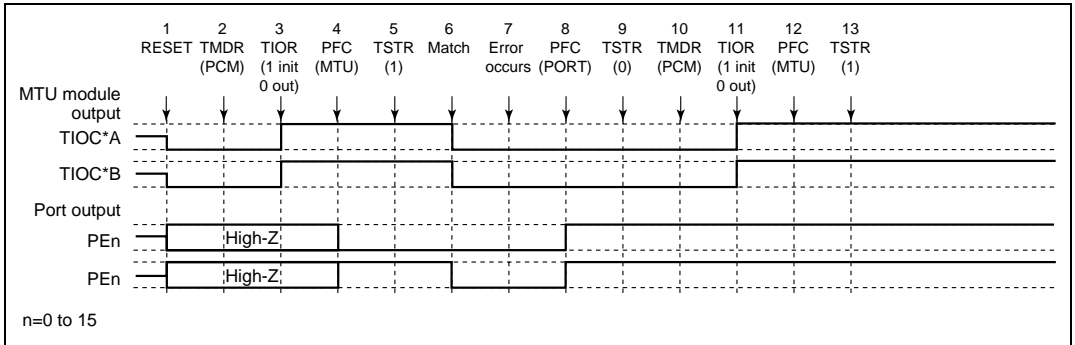 1 2 3 4 5 6 7 8 9 10 11 12 13
RESET TMDR TIOR PFC TSTR Match Error PFC TSTR TMDR TIOR PFC TSTR
(PCM) (1 init (MTU) (1) occurs (PORT) (0) (PCM) (1 init (MTU) (1)
0 out) 0 out)
MTU module
output
TIOC*A
TIOC*B
Port output
PEn High-Z
PEn High-Z
n=0 to 15